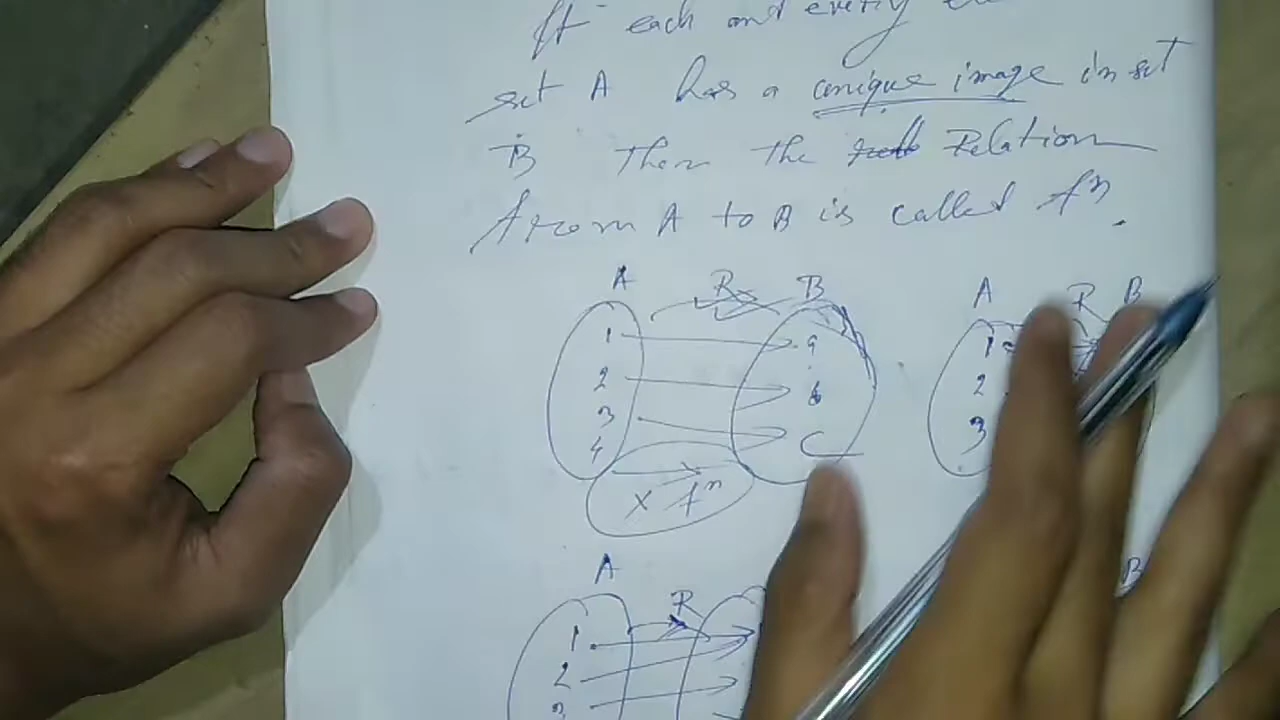 If each and every
set A has a unique image in set
B Then the Relation
from A to B is called fⁿ.
A R B A R B
1 a 1
2 b 2
3 C 3
4
X fⁿ
A B
R
1
2
3